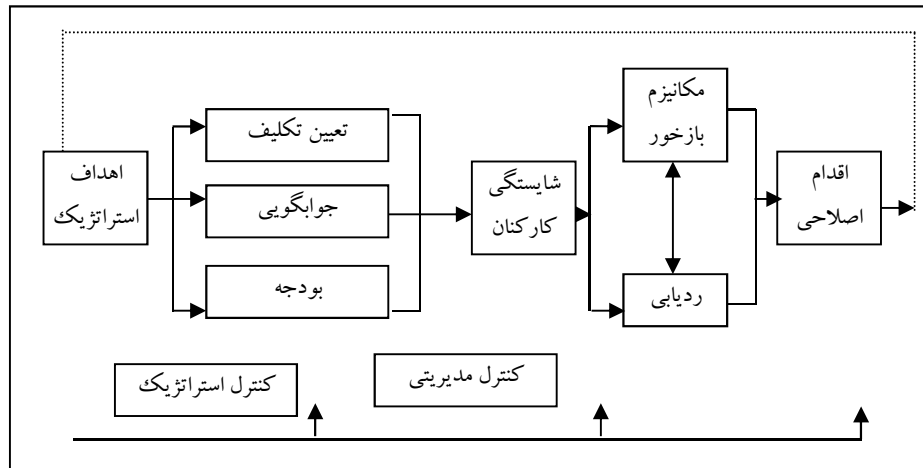 اهداف
استراتژیک
تعیین تکلیف
جوابگویی
بودجه
شایستگی
کارکنان
مکانیزم
بازخور
ردیابی
اقدام
اصلاحی
کنترل استراتژیک
کنترل مدیریتی